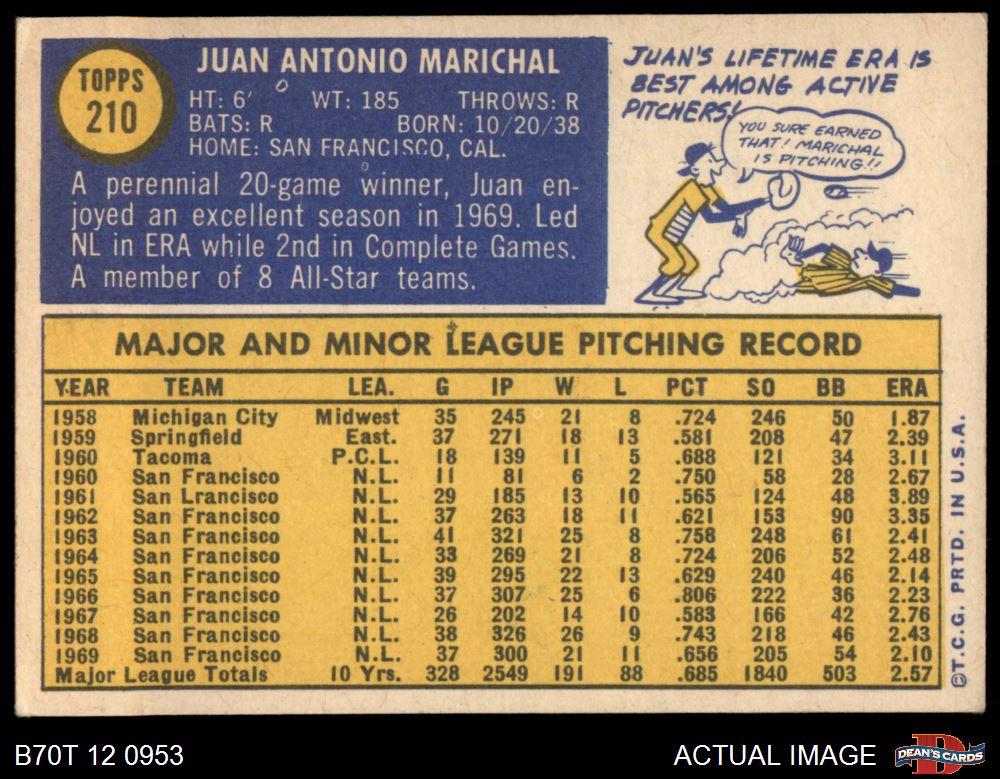 TOPPS
210
JUAN ANTONIO MARICHAL
HT: 6' WT: 185 THROWS: R
BATS: R BORN: 10/20/38
HOME: SAN FRANCISCO, CAL.
A perennial 20-game winner, Juan en-
joyed an excellent season in 1969. Led
NL in ERA while 2nd in Complete Games.
A member of 8 All-Star teams.
JUAN'S LIFETIME ERA IS
BEST AMONG ACTIVE
PITCHERS!
YOU SURE EARNED
THAT! MARICHAL
IS PITCHING!!
MAJOR AND MINOR LEAGUE PITCHING RECORD
YEAR TEAM LEA. G IP W L PCT SO BB ERA
1958 Michigan City Midwest 35 245 21 8 .724 246 50 1.87
1959 Springfield East. 37 271 18 13 .581 208 47 2.39
1960 Tacoma P.C.L. 18 139 11 5 .688 121 34 3.11
1960 San Francisco N.L. 11 81 6 2 .750 58 28 2.67
1961 San Lrancisco N.L. 29 185 13 10 .565 124 48 3.89
1962 San Francisco N.L. 37 263 18 11 .621 153 90 3.35
1963 San Francisco N.L. 41 321 25 8 .758 248 61 2.41
1964 San Francisco N.L. 33 269 21 8 .724 206 52 2.48
1965 San Francisco N.L. 39 295 22 13 .629 240 46 2.14
1966 San Francisco N.L. 37 307 25 6 .806 222 36 2.23
1967 San Francisco N.L. 26 202 14 10 .583 166 42 2.76
1968 San Francisco N.L. 38 326 26 9 .743 218 46 2.43
1969 San Francisco N.L. 37 300 21 11 .656 205 54 2.10
Major League Totals 10 Yrs. 328 2549 191 88 .685 1840 503 2.57
©T.C.G. PRTD. IN U.S.A.
B70T 12 0953
ACTUAL IMAGE
DEAN'S CARDS